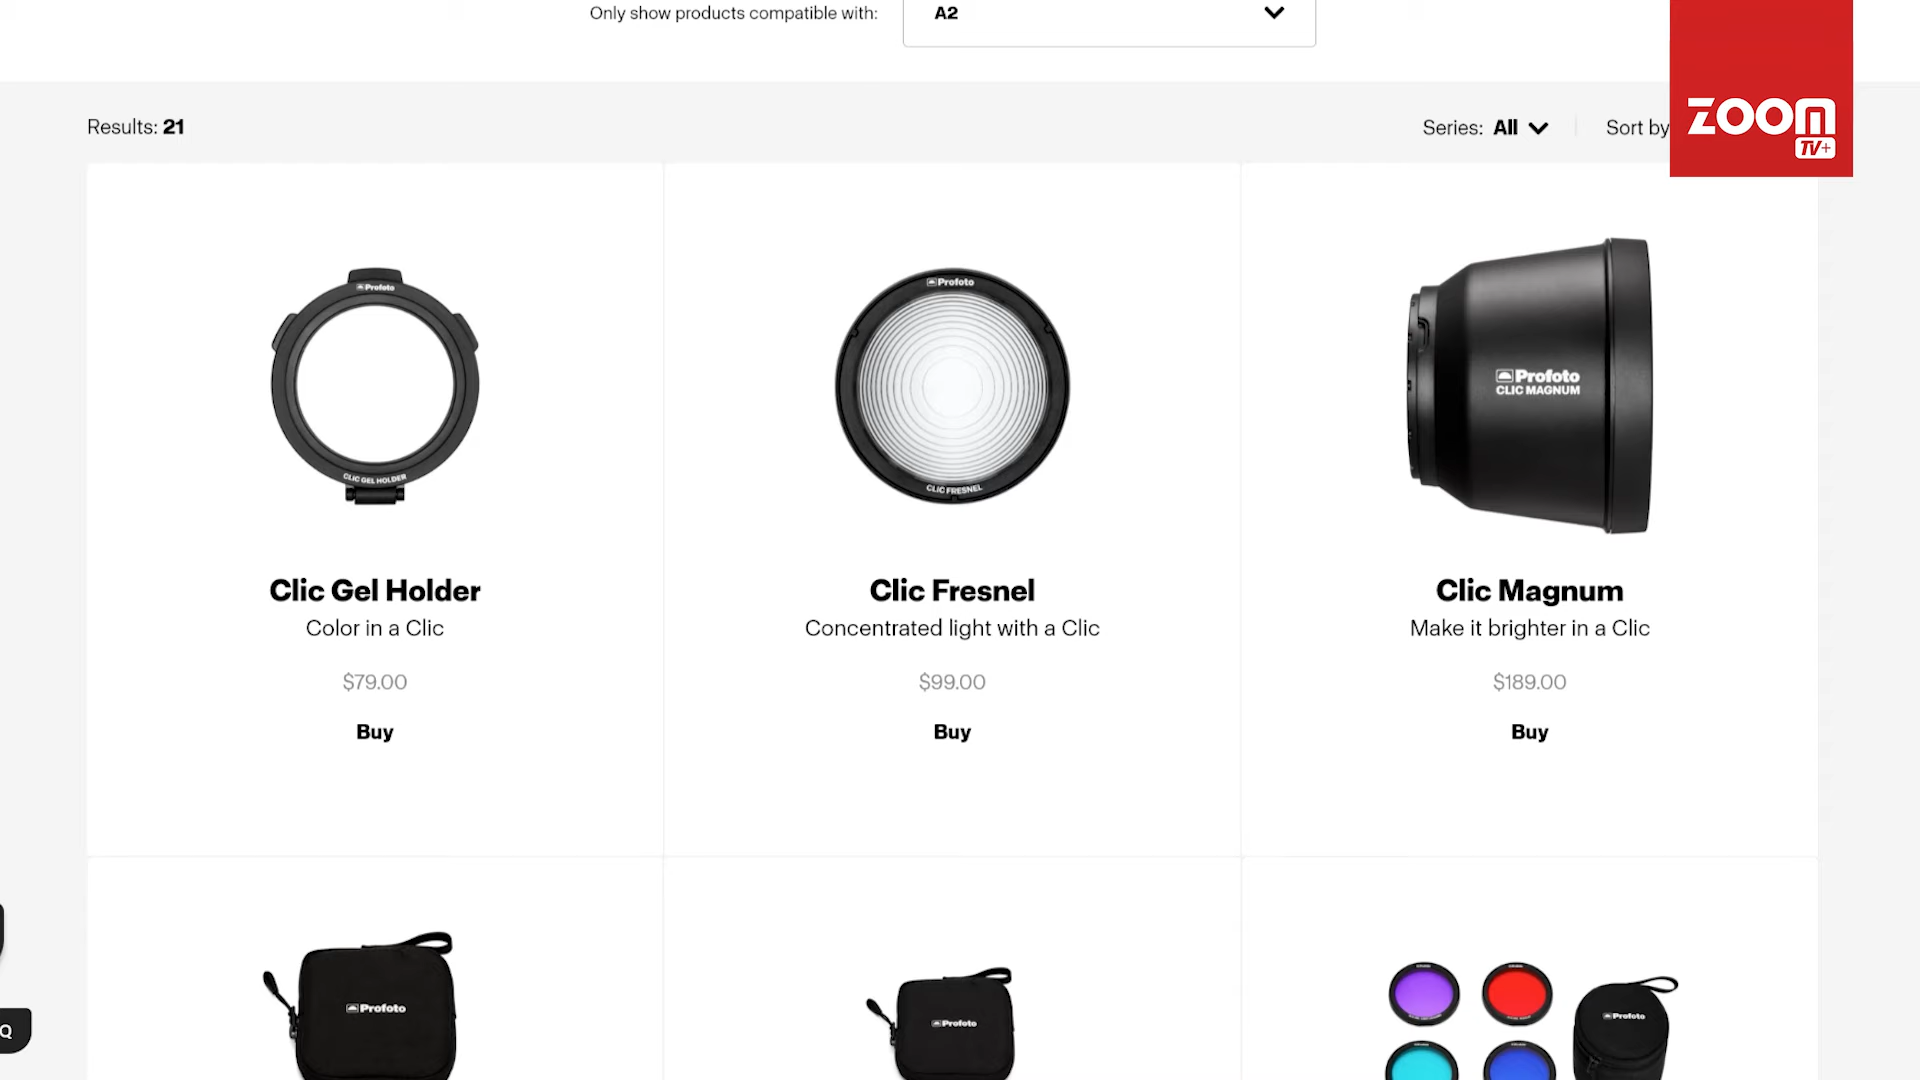 Only show products compatible with:
A2
Results: 21
Series: All
Sort by
ZOOM
TV+
Profoto
CLIC GEL HOLDER
Profoto
CLIC FRESNEL
Profoto
CLIC MAGNUM
Clic Gel Holder
Color in a Clic
$79.00
Buy
Clic Fresnel
Concentrated light with a Clic
$99.00
Buy
Clic Magnum
Make it brighter in a Clic
$189.00
Buy
Profoto
Profoto
Profoto
Q